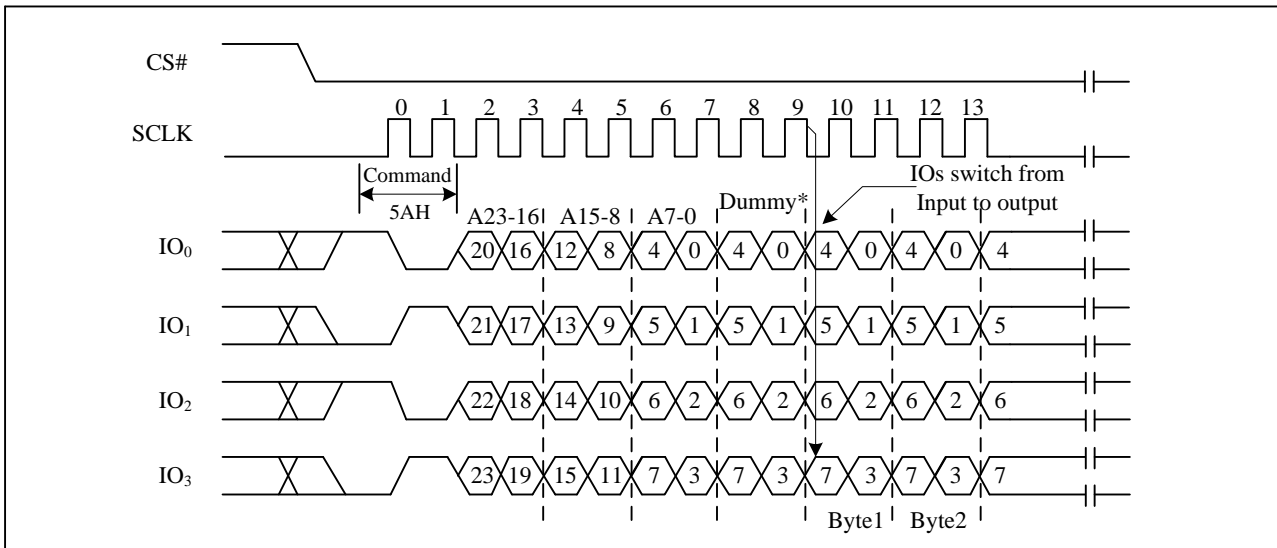 CS#
0 1 2 3 4 5 6 7 8 9 10 11 12 13
SCLK
Command
5AH
IOs switch from
Input to output
A23-16 A15-8 A7-0 Dummy*
IO₀ 20 16 12 8 4 0 4 0 4 0 4 0 4
IO₁ 21 17 13 9 5 1 5 1 5 1 5 1 5
IO₂ 22 18 14 10 6 2 6 2 6 2 6 2 6
IO₃ 23 19 15 11 7 3 7 3 7 3 7 3 7
Byte1 Byte2